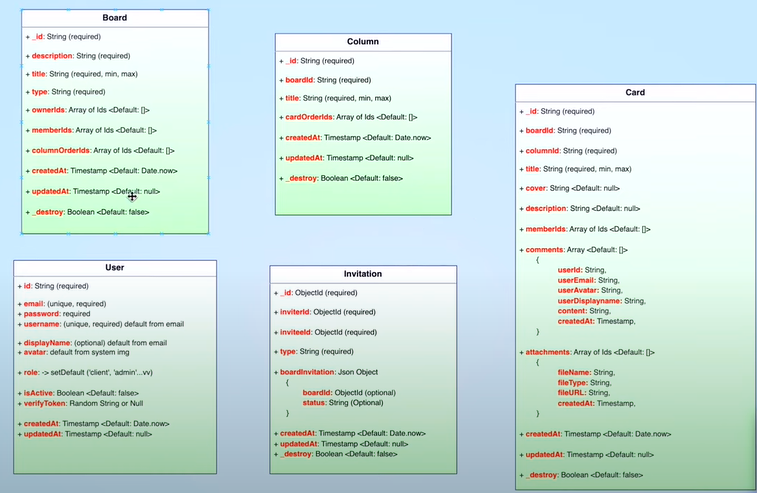 Board
+ _id: String (required)
+ description: String (required)
+ title: String (required, min, max)
+ type: String (required)
+ ownerIds: Array of Ids <Default: []>
+ memberIds: Array of Ids <Default: []>
+ columnOrderIds: Array of Ids <Default: []>
+ createdAt: Timestamp <Default: Date.now>
+ updatedAt: Timestamp <Default: null>
+ _destroy: Boolean <Default: false>
Column
+ _id: String (required)
+ boardId: String (required)
+ title: String (required, min, max)
+ cardOrderIds: Array of Ids <Default: []>
+ createdAt: Timestamp <Default: Date.now>
+ updatedAt: Timestamp <Default: null>
+ _destroy: Boolean <Default: false>
Card
+ _id: String (required)
+ boardId: String (required)
+ columnId: String (required)
+ title: String (required, min, max)
+ cover: String <Default: null>
+ description: String <Default: null>
+ memberIds: Array of Ids <Default: []>
+ comments: Array <Default: []>
{
userId: String,
userEmail: String,
userAvatar: String,
userDisplayname: String,
content: String,
createdAt: Timestamp,
}
+ attachments: Array of Ids <Default: []>
{
fileName: String,
fileType: String,
fileURL: String,
createdAt: Timestamp,
}
+ createdAt: Timestamp <Default: Date.now>
+ updatedAt: Timestamp <Default: null>
+ _destroy: Boolean <Default: false>
User
+ id: String (required)
+ email: (unique, required)
+ password: required
+ username: (unique, required) default from email
+ displayName: (optional) default from email
+ avatar: default from system img
+ role: -> setDefault ('client', 'admin'...vv)
+ isActive: Boolean <Default: false>
+ verifyToken: Random String or Null
+ createdAt: Timestamp <Default: Date.now>
+ updatedAt: Timestamp <Default: null>
Invitation
+ _id: ObjectId (required)
+ inviterId: ObjectId (required)
+ inviteeId: ObjectId (required)
+ type: String (required)
+ boardInvitation: Json Object
{
boardId: ObjectId (optional)
status: String (Optional)
}
+ createdAt: Timestamp <Default: Date.now>
+ updatedAt: Timestamp <Default: null>
+ _destroy: Boolean <Default: false>